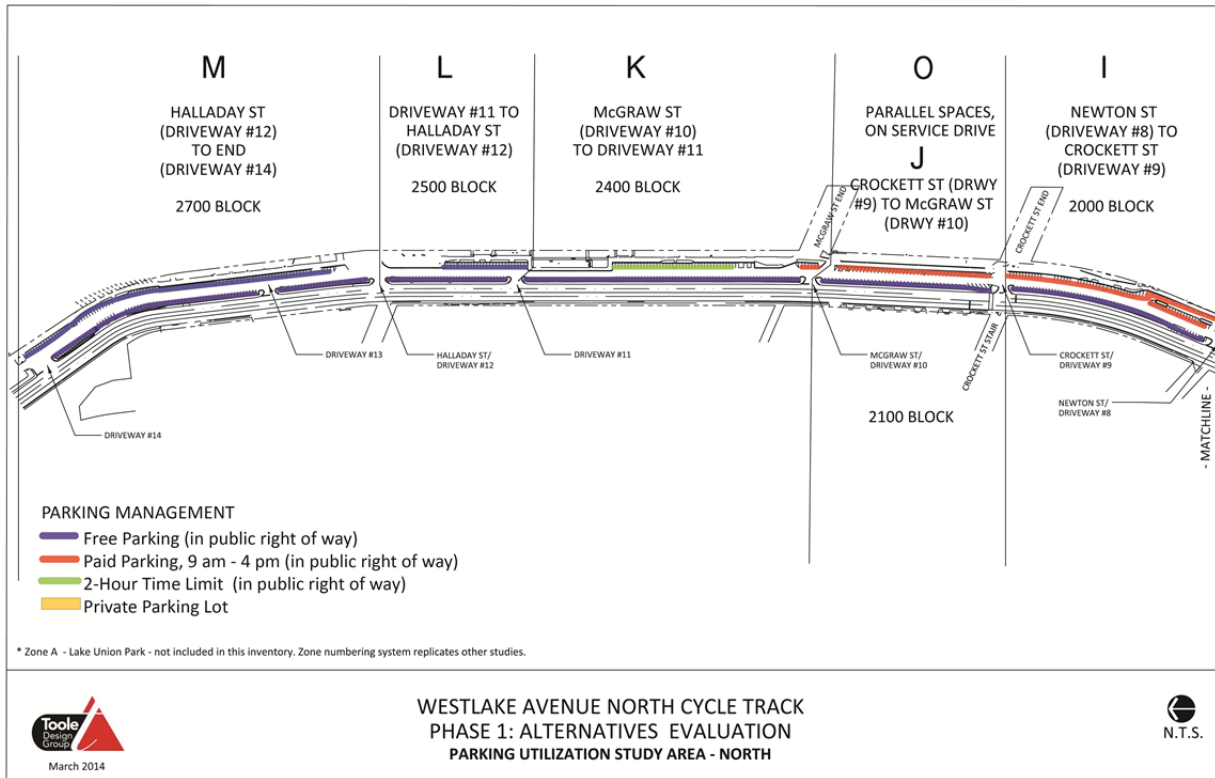 M
HALLADAY ST
(DRIVEWAY #12)
TO END
(DRIVEWAY #14)
2700 BLOCK
L
DRIVEWAY #11 TO
HALLADAY ST
(DRIVEWAY #12)
2500 BLOCK
K
McGRAW ST
(DRIVEWAY #10)
TO DRIVEWAY #11
2400 BLOCK
O
PARALLEL SPACES,
ON SERVICE DRIVE
J
CROCKETT ST (DRWY
#9) TO McGRAW ST
(DRWY #10)
I
NEWTON ST
(DRIVEWAY #8) TO
CROCKETT ST
(DRIVEWAY #9)
2000 BLOCK
MCGRAW ST END
CROCKETT ST END
DRIVEWAY #14
DRIVEWAY #13
HALLADAY ST/
DRIVEWAY #12
DRIVEWAY #11
MCGRAW ST/
DRIVEWAY #10
CROCKETT ST STAIR
CROCKETT ST/
DRIVEWAY #9
NEWTON ST/
DRIVEWAY #8
2100 BLOCK
- MATCHLINE -
PARKING MANAGEMENT
Free Parking (in public right of way)
Paid Parking, 9 am - 4 pm (in public right of way)
2-Hour Time Limit (in public right of way)
Private Parking Lot
* Zone A - Lake Union Park - not included in this inventory. Zone numbering system replicates other studies.
Toole
Design
Group
March 2014
WESTLAKE AVENUE NORTH CYCLE TRACK
PHASE 1: ALTERNATIVES EVALUATION
PARKING UTILIZATION STUDY AREA - NORTH
N.T.S.